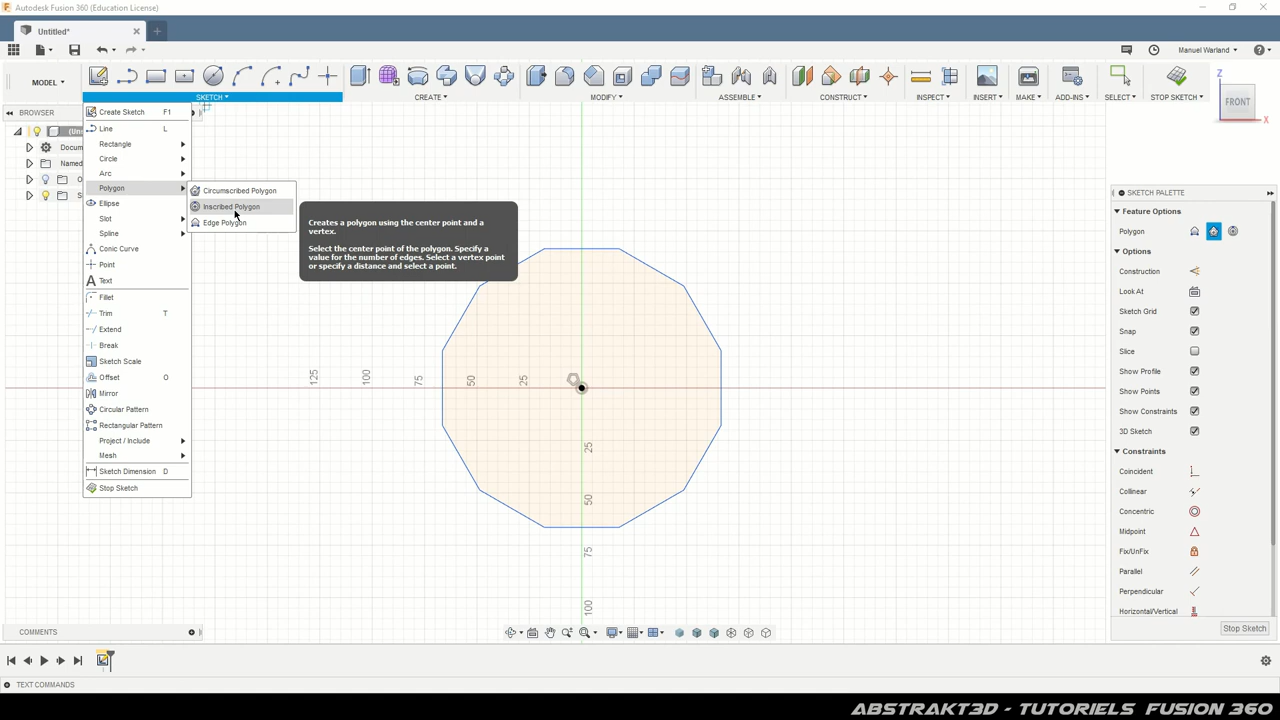 Autodesk Fusion 360 (Education License)
Untitled*
Manuel Warland
MODEL
SKETCH
CREATE
MODIFY
ASSEMBLE
CONSTRUCT
INSPECT
INSERT
MAKE
ADD-INS
SELECT
STOP SKETCH
Z
FRONT
X
BROWSER
(Uns
Docum
Named
O
S
Create Sketch F1
Line L
Rectangle
Circle
Arc
Polygon
Ellipse
Slot
Spline
Conic Curve
Point
Text
Fillet
Trim T
Extend
Break
Sketch Scale
Offset O
Mirror
Circular Pattern
Rectangular Pattern
Project / Include
Mesh
Sketch Dimension D
Stop Sketch
Circumscribed Polygon
Inscribed Polygon
Edge Polygon
Creates a polygon using the center point and a
vertex.
Select the center point of the polygon. Specify a
value for the number of edges. Select a vertex point
or specify a distance and select a point.
125
100
75
50
25
25
50
75
100
SKETCH PALETTE
Feature Options
Polygon
Options
Construction
Look At
Sketch Grid
Snap
Slice
Show Profile
Show Points
Show Constraints
3D Sketch
Constraints
Coincident
Collinear
Concentric
Midpoint
Fix/UnFix
Parallel
Perpendicular
Horizontal/Vertical
Stop Sketch
COMMENTS
TEXT COMMANDS
ABSTRAKT3D - TUTORIELS FUSION 360